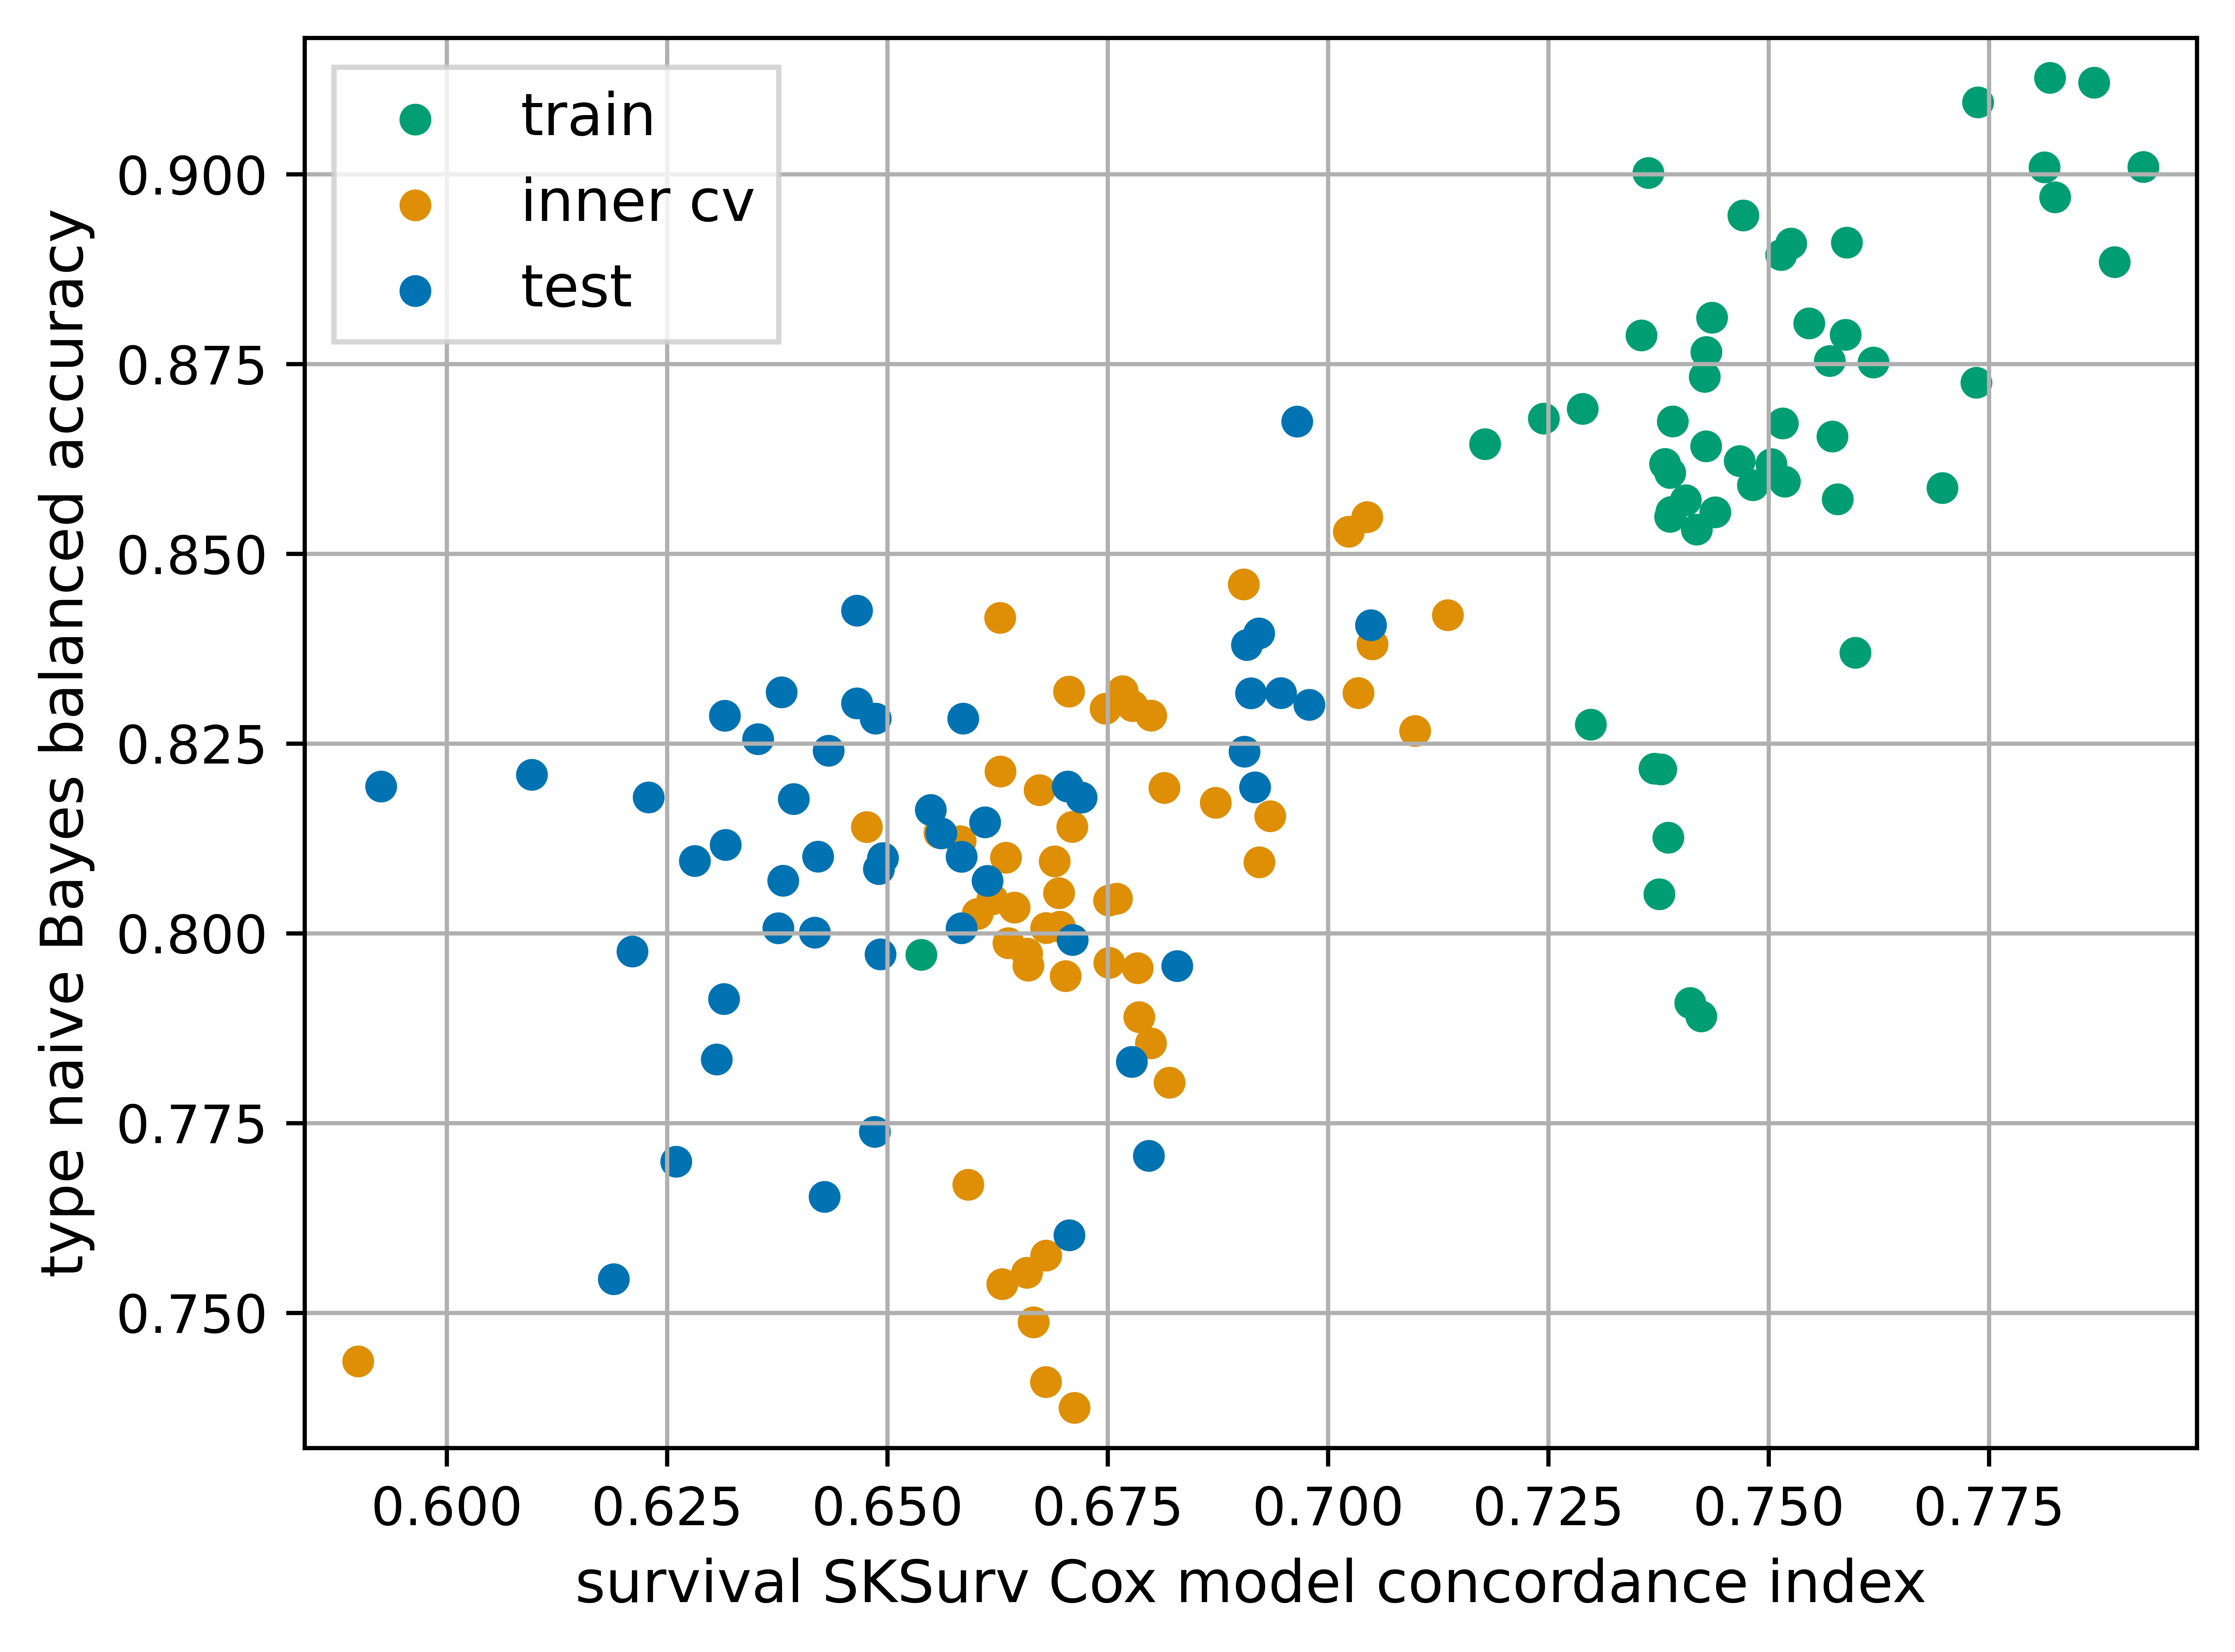 train
inner cv
test
type naive Bayes balanced accuracy
0.900
0.875
0.850
0.825
0.800
0.775
0.750
0.600 0.625 0.650 0.675 0.700 0.725 0.750 0.775
survival SKSurv Cox model concordance index